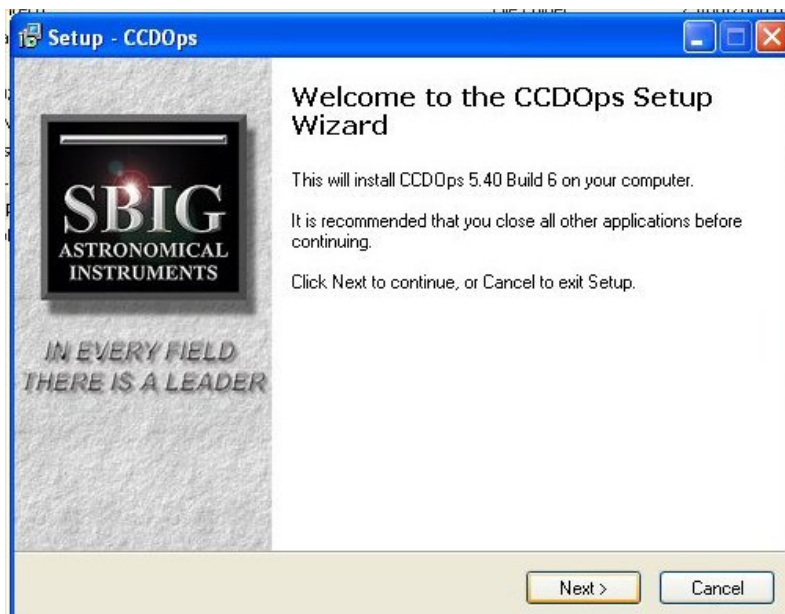 Setup - CCDOps
Welcome to the CCDOps Setup
Wizard
This will install CCDOps 5.40 Build 6 on your computer.
It is recommended that you close all other applications before
continuing.
Click Next to continue, or Cancel to exit Setup.
SBIG
ASTRONOMICAL
INSTRUMENTS
IN EVERY FIELD
THERE IS A LEADER
Next >
Cancel